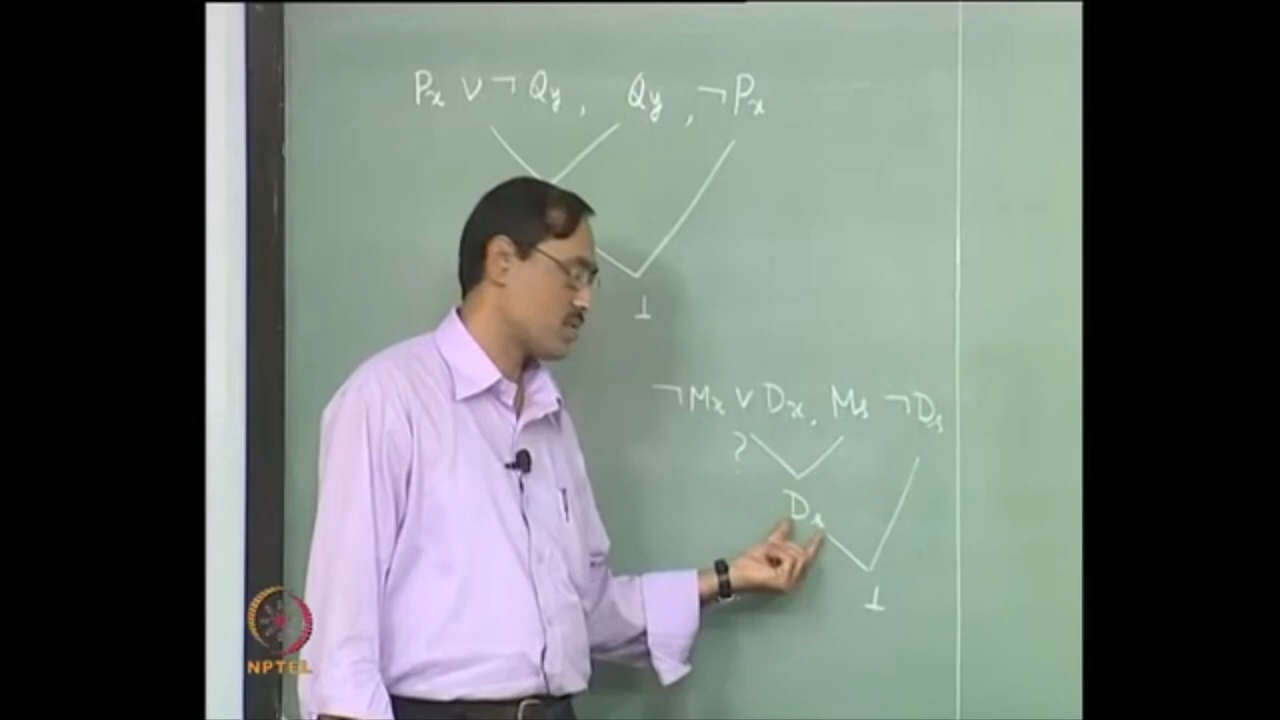 Px ∨ ¬Qy, Qy, ¬Px
⊥
¬Mx ∨ Dx, Ms ¬Ds
?
Ds
⊥
NPTEL